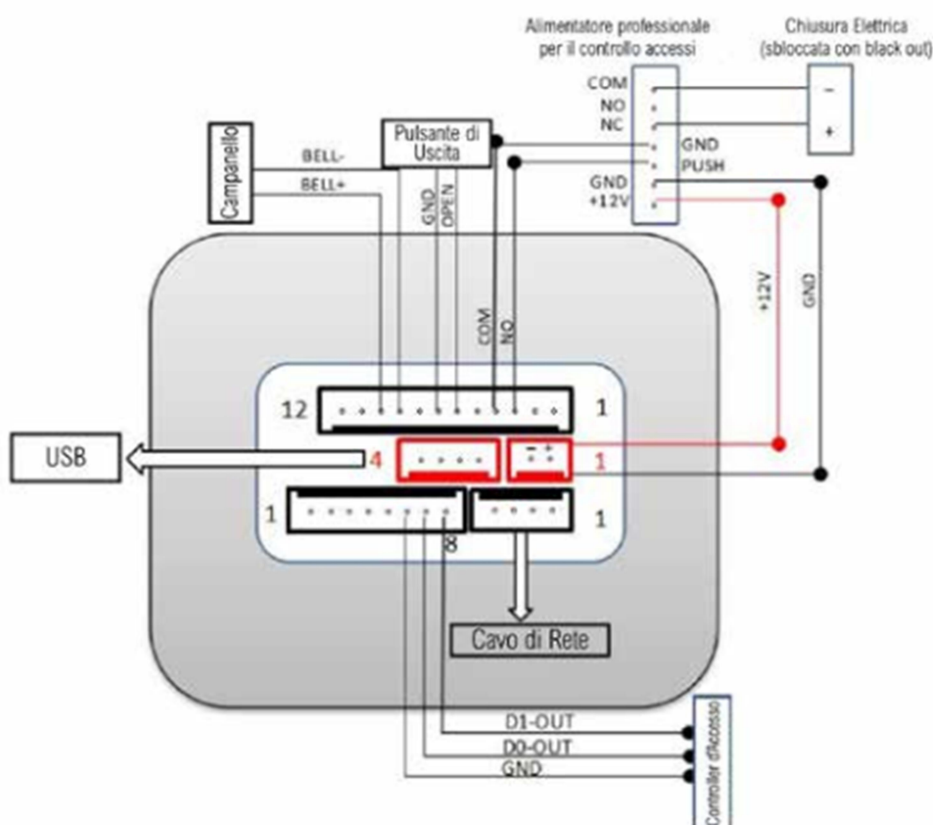 Alimentatore professionale
per il controllo accessi
Chiusura Elettrica
(sbloccata con black out)
COM
NO
NC
GND
PUSH
GND
+12V
−
+
Campanello
BELL-
BELL+
Pulsante di
Uscita
GND
OPEN
COM
NO
+12V
GND
12
1
USB
4
− +
1
1
8
1
Cavo di Rete
D1-OUT
D0-OUT
GND
Controller d'Accesso